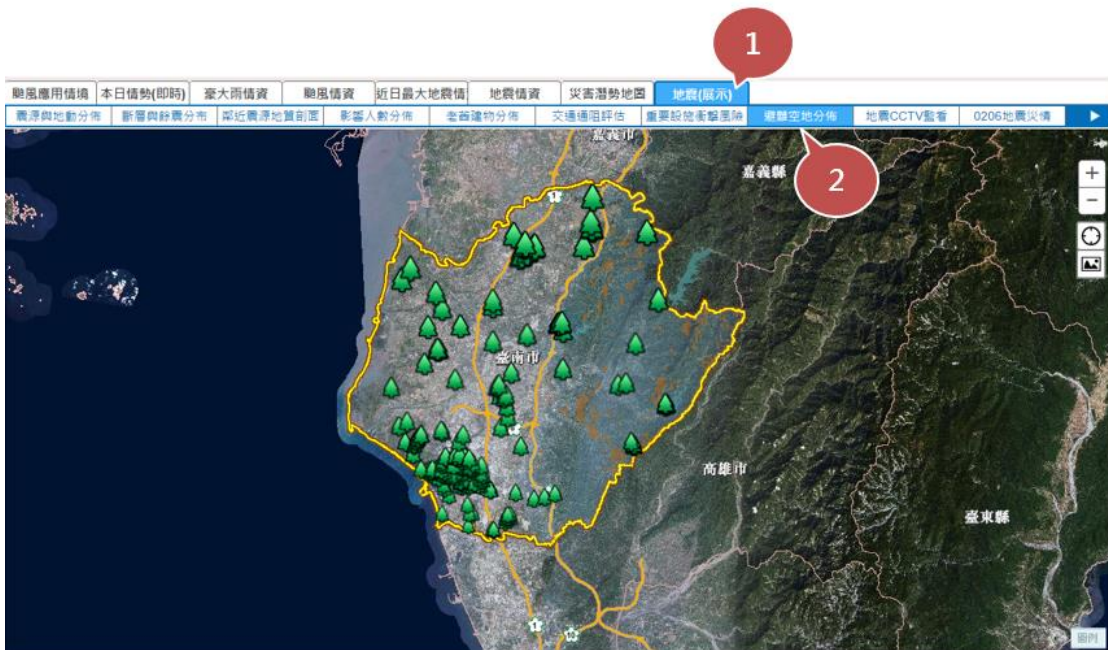 1
颱風應用情境 本日情勢(即時) 豪大雨情資 颱風情資 近日最大地震情 地震情資 災害潛勢地圖 地震(展示)
震源與地動分佈 斷層與餘震分布 鄰近震源地質剖面 影響人數分佈 老舊建物分佈 交通通阻評估 重要設施衝擊風險 避難空地分佈 地震CCTV監看 0206地震災情
2
嘉義市
嘉義縣
臺南市
高雄市
臺東縣
1
圖例